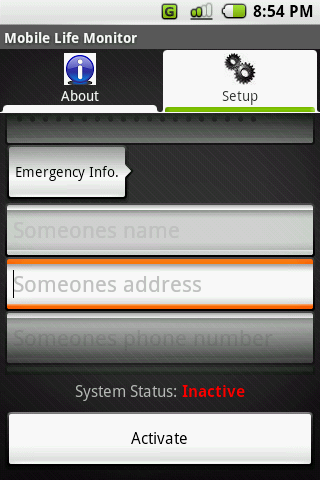 G 8:54 PM
Mobile Life Monitor
About
Setup
Emergency Info.
Someones name
Someones address
Someones phone number
System Status: Inactive
Activate